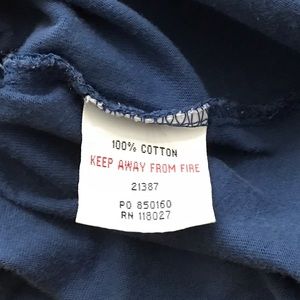 100% COTTON
KEEP AWAY FROM FIRE
21387
PO 850160
RN 118027